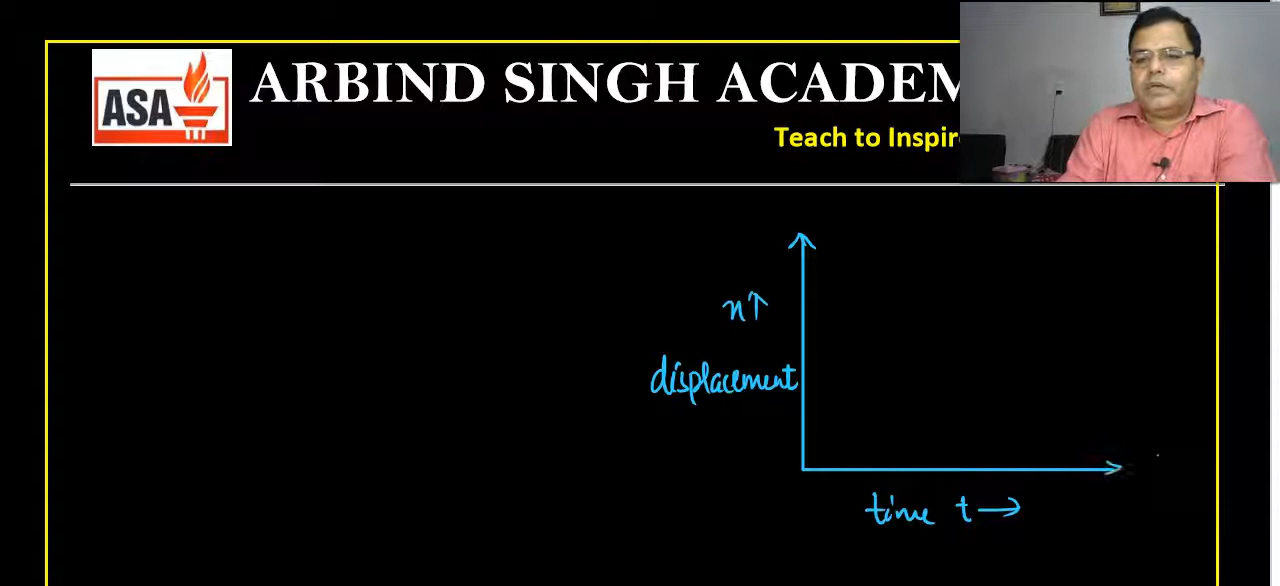 ASA
ARBIND SINGH ACADEM
Teach to Inspir
x↑
displacement
time t→